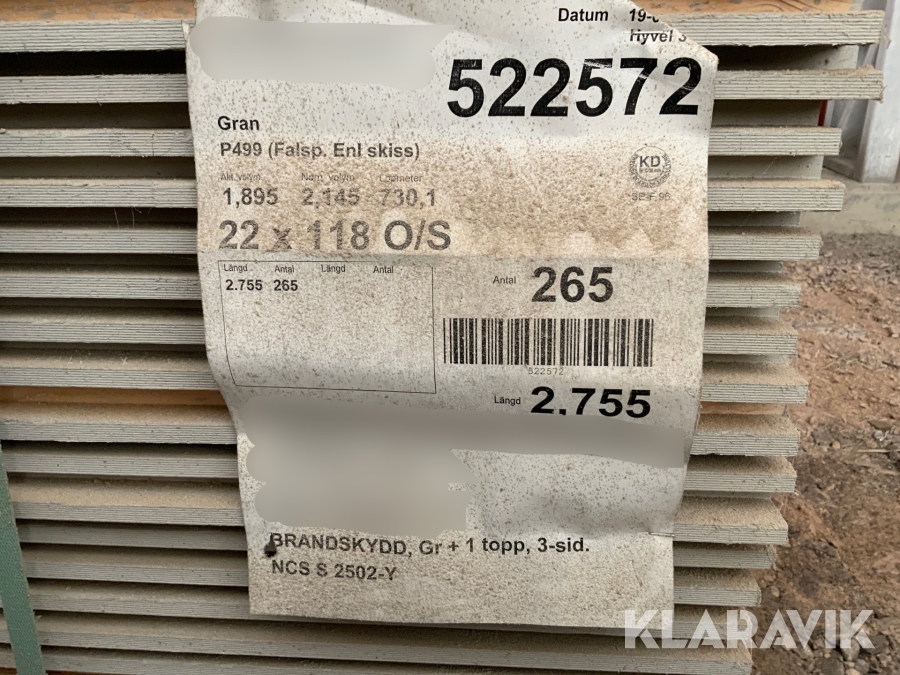 Datum
Hyvel
522572
Gran
P499 (Falsp. Enl skiss)
Akt. volym Nom. volym Löpmeter
1,895 2,145 730,1
KD
22 x 118 O/S
Längd Antal Längd Antal
2.755 265
Antal 265
522572
Längd 2.755
BRANDSKYDD, Gr + 1 topp, 3-sid.
NCS S 2502-Y
KLARAVIK